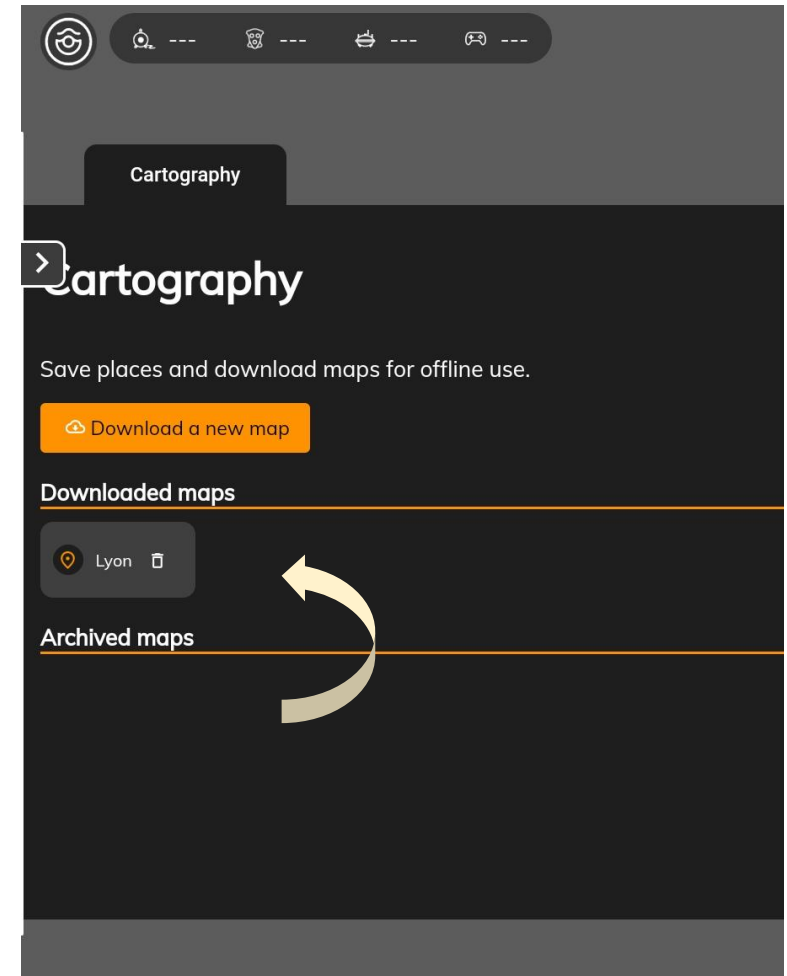 --- --- --- ---
Cartography
Cartography
Save places and download maps for offline use.
Download a new map
Downloaded maps
Lyon
Archived maps